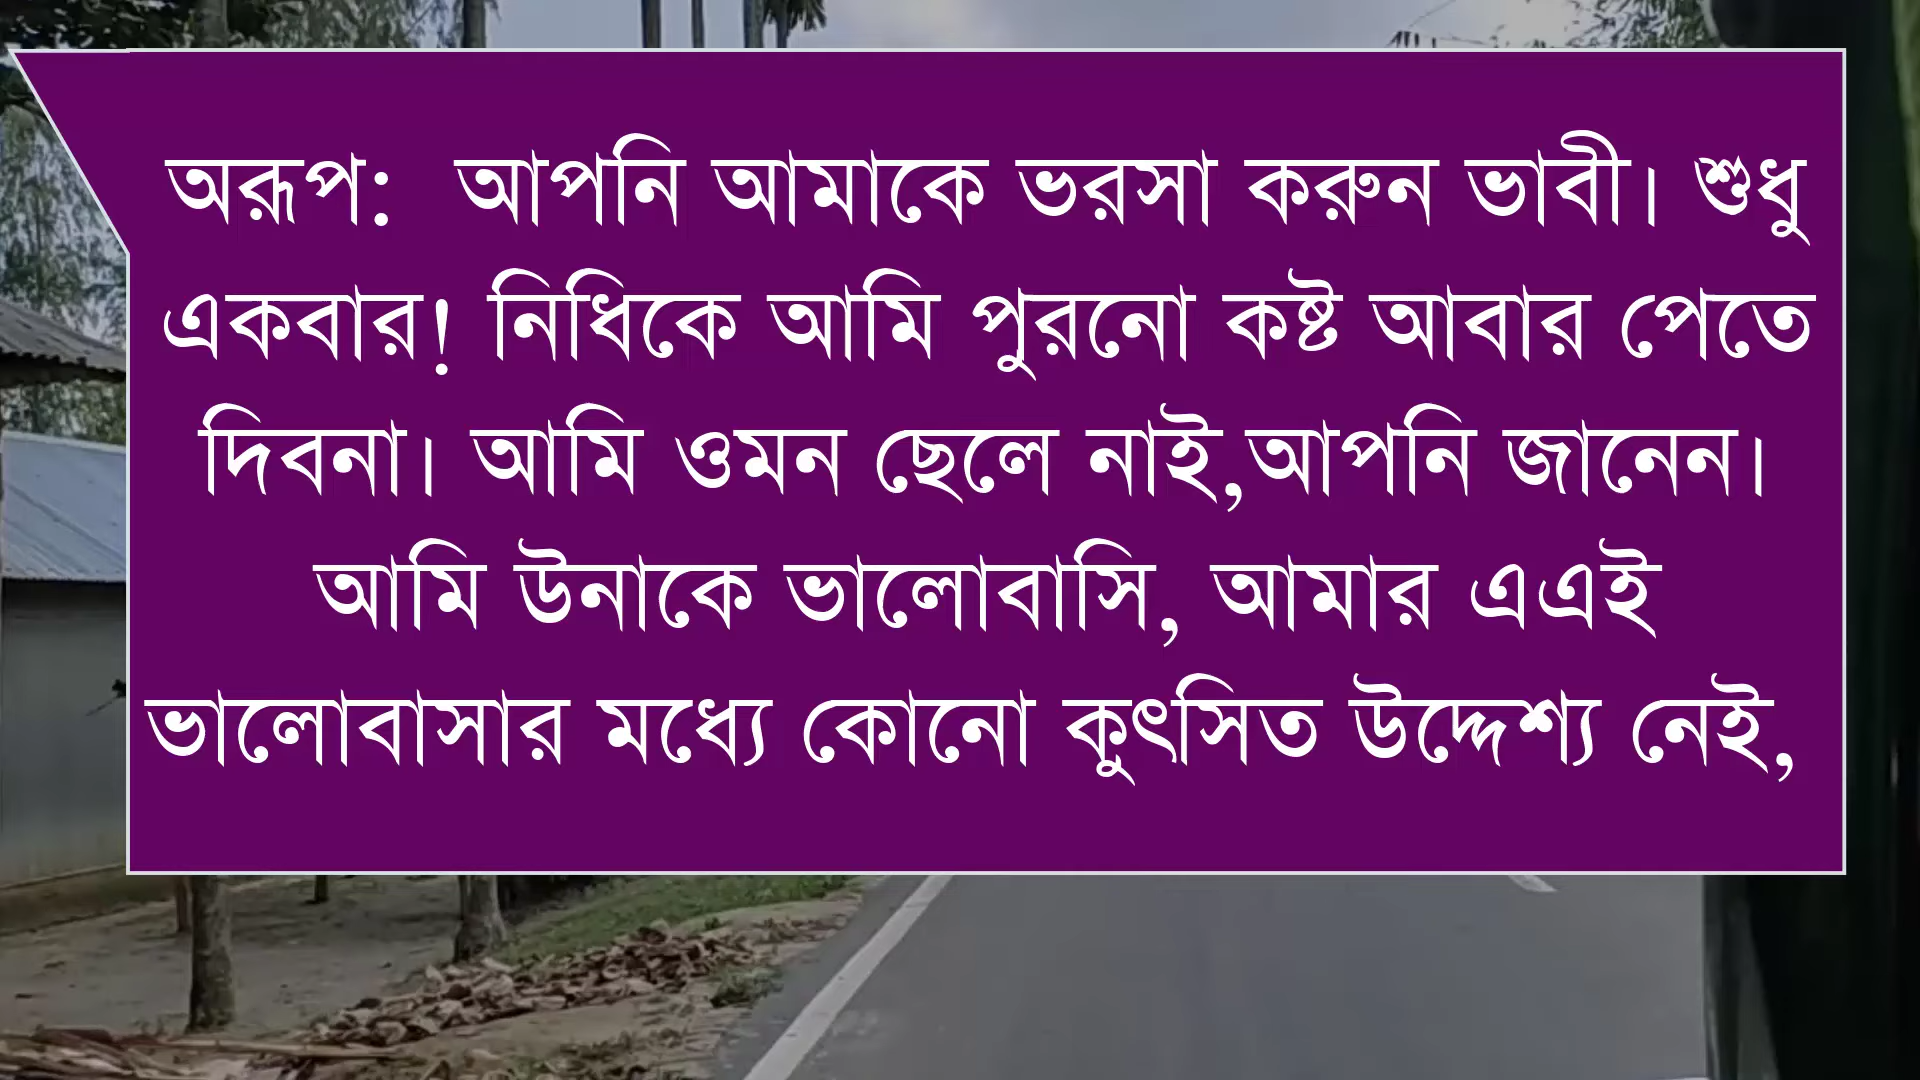 অরূপ: আপনি আমাকে ভরসা করুন ভাবী। শুধু
একবার! নিধিকে আমি পুরনো কষ্ট আবার পেতে
দিবনা। আমি ওমন ছেলে নাই,আপনি জানেন।
আমি উনাকে ভালোবাসি, আমার এএই
ভালোবাসার মধ্যে কোনো কুৎসিত উদ্দেশ্য নেই,